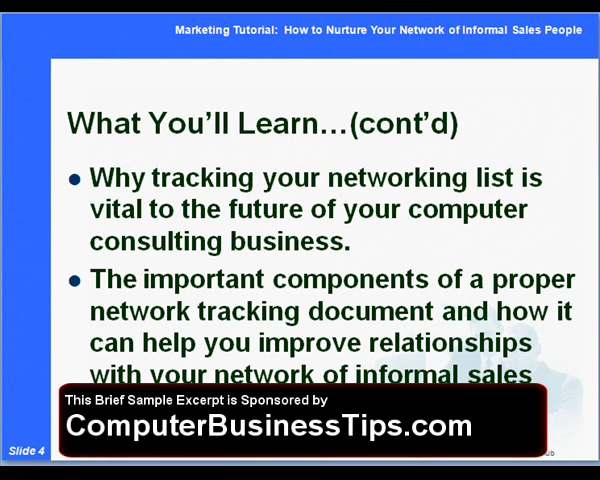 Marketing Tutorial: How to Nurture Your Network of Informal Sales People
What You'll Learn…(cont'd)
Why tracking your networking list is
vital to the future of your computer
consulting business.
The important components of a proper
network tracking document and how it
can help you improve relationships
with your network of informal sales
This Brief Sample Excerpt is Sponsored by
ComputerBusinessTips.com
Slide 4